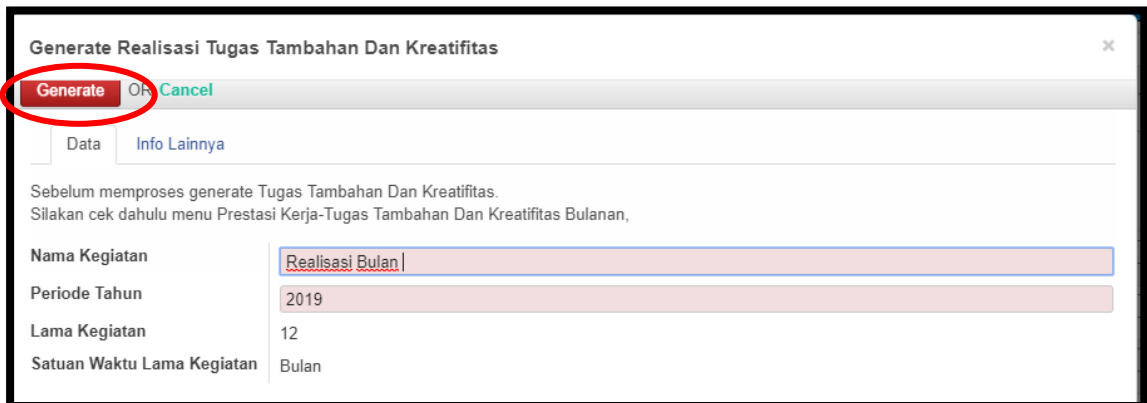 Generate Realisasi Tugas Tambahan Dan Kreatifitas ×
Generate OR Cancel
Data Info Lainnya
Sebelum memproses generate Tugas Tambahan Dan Kreatifitas.
Silakan cek dahulu menu Prestasi Kerja-Tugas Tambahan Dan Kreatifitas Bulanan,
Nama Kegiatan Realisasi Bulan
Periode Tahun 2019
Lama Kegiatan 12
Satuan Waktu Lama Kegiatan Bulan